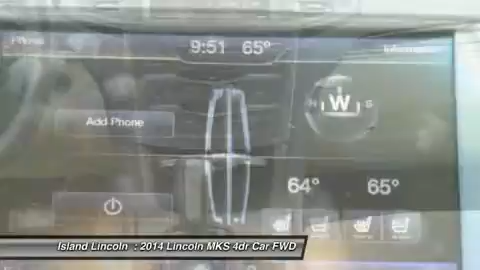 Phone
9:51 65°
Information
N W S
Add Phone
64° 65°
Island Lincoln : 2014 Lincoln MKS 4dr Car FWD